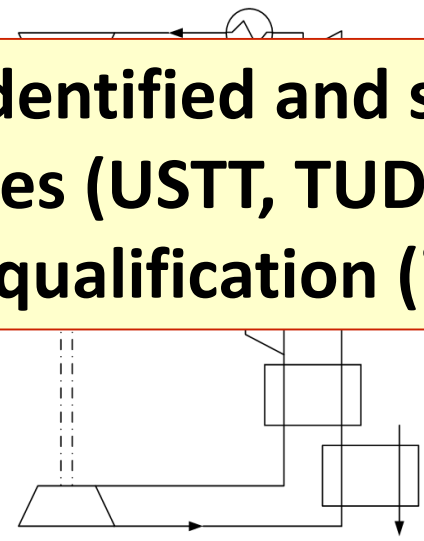 dentified and s
es (USTT, TUD
qualification (